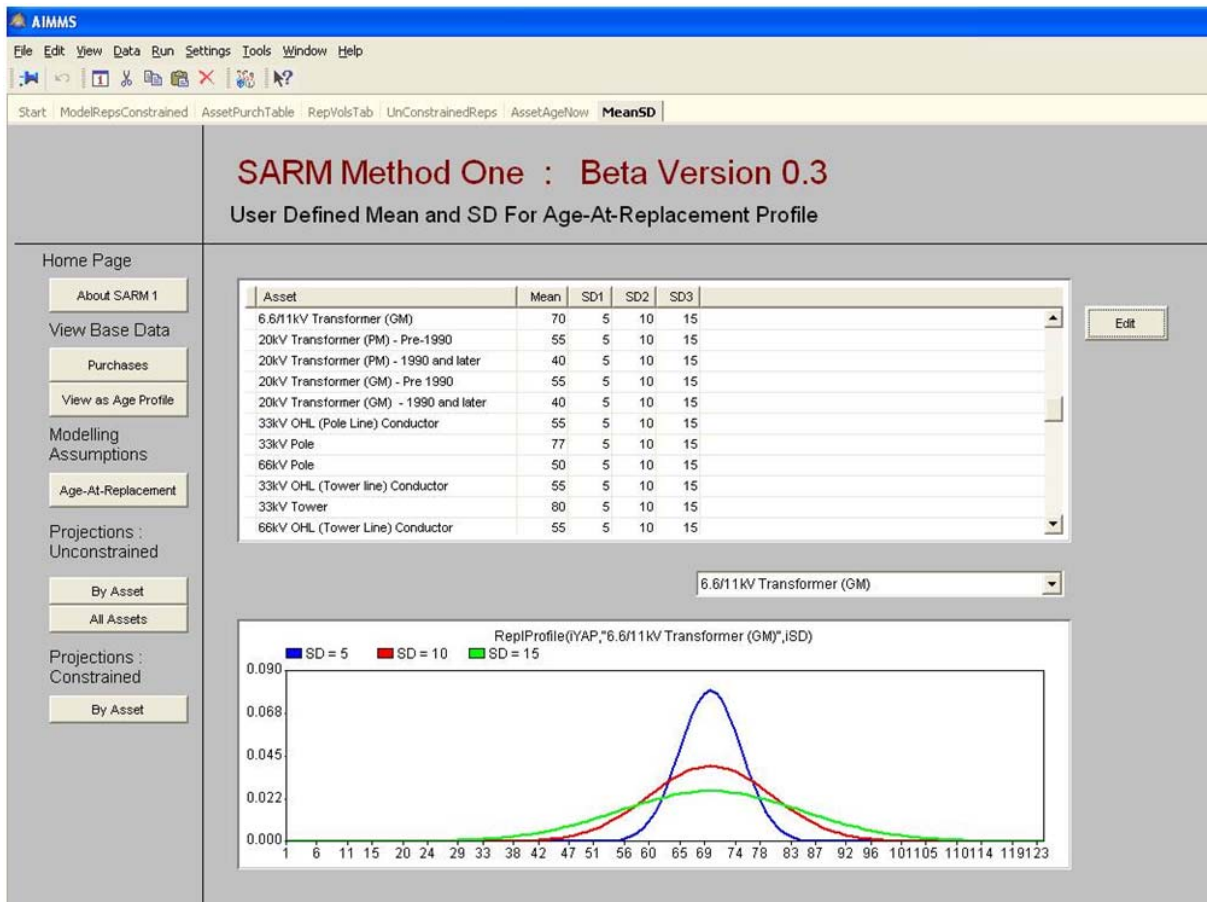 AIMMS
File Edit View Data Run Settings Tools Window Help
Start ModelRepsConstrained AssetPurchTable RepVolsTab UnConstrainedReps AssetAgeNow MeanSD
SARM Method One : Beta Version 0.3
User Defined Mean and SD For Age-At-Replacement Profile
Home Page
About SARM 1
View Base Data
Purchases
View as Age Profile
Modelling
Assumptions
Age-At-Replacement
Projections :
Unconstrained
By Asset
All Assets
Projections :
Constrained
By Asset
Asset Mean SD1 SD2 SD3
6.6/11kV Transformer (GM) 70 5 10 15
20kV Transformer (PM) - Pre-1990 55 5 10 15
20kV Transformer (PM) - 1990 and later 40 5 10 15
20kV Transformer (GM) - Pre 1990 55 5 10 15
20kV Transformer (GM) - 1990 and later 40 5 10 15
33kV OHL (Pole Line) Conductor 55 5 10 15
33kV Pole 77 5 10 15
66kV Pole 50 5 10 15
33kV OHL (Tower line) Conductor 55 5 10 15
33kV Tower 80 5 10 15
66kV OHL (Tower Line) Conductor 55 5 10 15
Edit
6.6/11kV Transformer (GM)
ReplProfile(iYAP,"6.6/11kV Transformer (GM)",iSD)
SD = 5 SD = 10 SD = 15
0.090
0.068
0.045
0.022
0.000
1 6 11 15 20 24 29 33 38 42 47 51 56 60 65 69 74 78 83 87 92 96 101 105 110 114 119 123